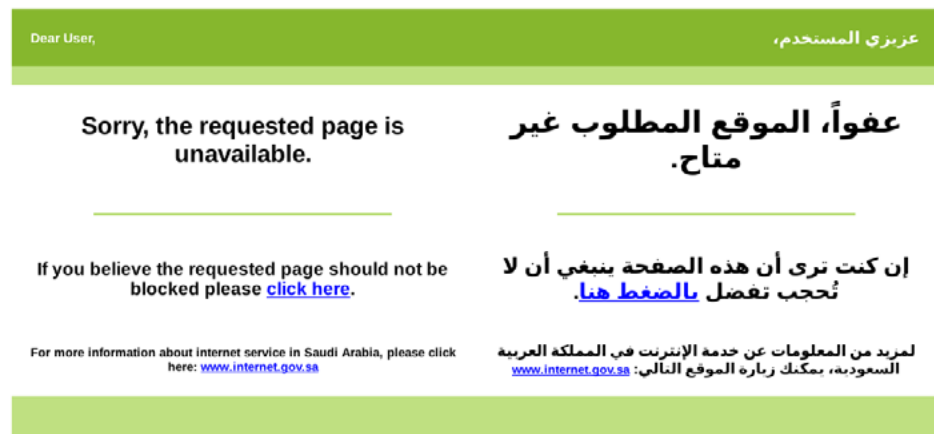 Dear User,
عزيزي المستخدم،
Sorry, the requested page is
unavailable.
عفواً، الموقع المطلوب غير
متاح.
If you believe the requested page should not be
blocked please click here.
إن كنت ترى أن هذه الصفحة ينبغي أن لا
تُحجب تفضل بالضغط هنا.
For more information about internet service in Saudi Arabia, please click
here: www.internet.gov.sa
لمزيد من المعلومات عن خدمة الإنترنت في المملكة العربية
السعودية، يمكنك زيارة الموقع التالي: www.internet.gov.sa